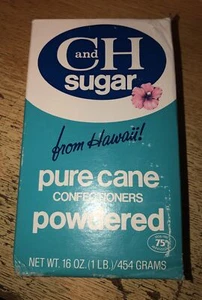 C and H
sugar
from Hawaii!
pure cane
CONFECTIONERS
powdered
75
NET WT. 16 OZ. (1 LB.)/454 GRAMS